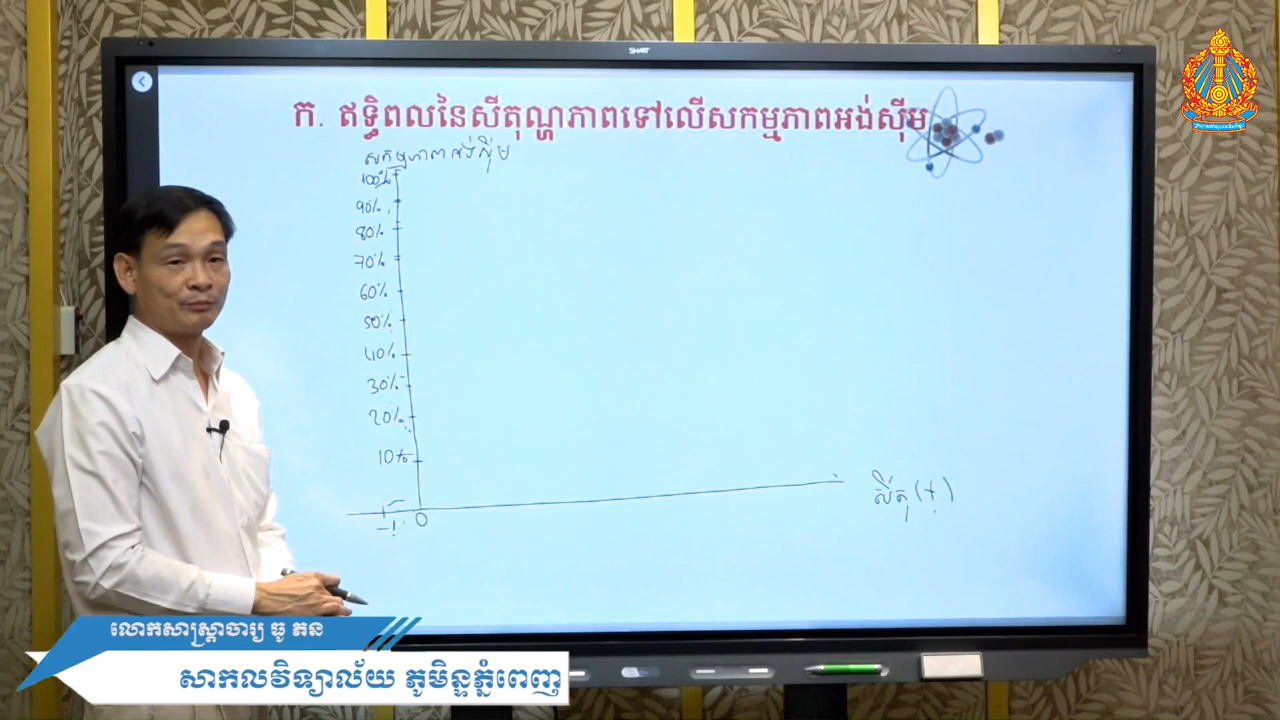 SMART
ក. ឥទ្ធិពលនៃសីតុណ្ហភាពទៅលើសកម្មភាពអង់ស៊ីម
សកម្មភាពអង់ស៊ីម
100%
90%
80%
70%
60%
50%
40%
30%
20%
10%
-1
0
សីតុ(t)
លោកសាស្ត្រាចារ្យ ធូ ភន
សាកលវិទ្យាល័យ ភូមិន្ទភ្នំពេញ